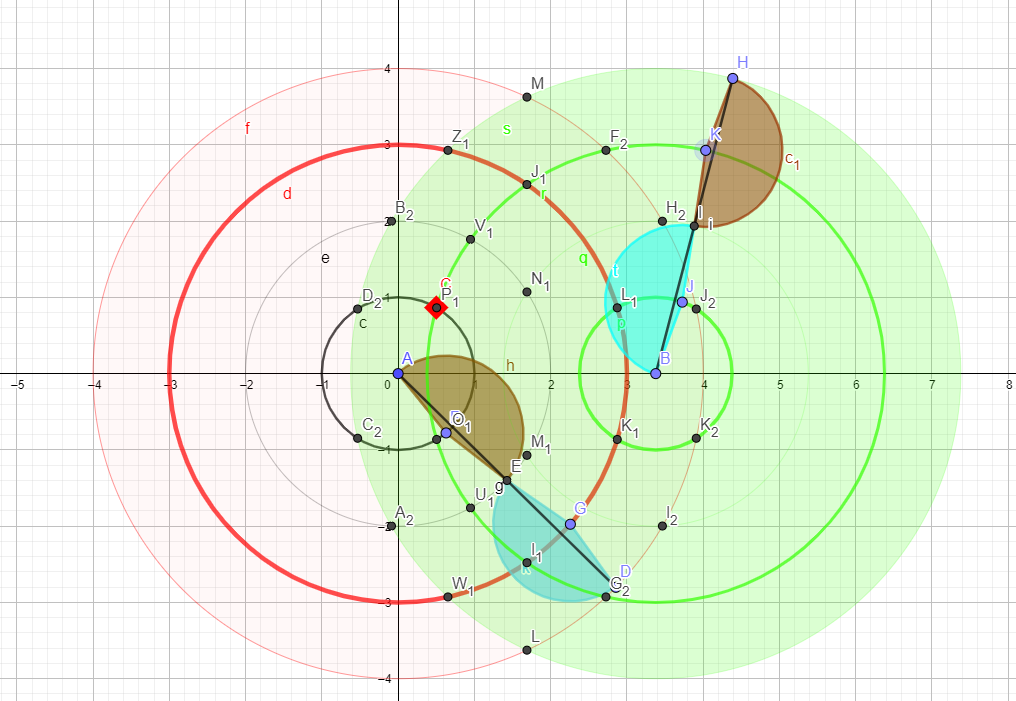 4
H
M
f
s
F₂
Z₁
K
3
c₁
J₁
d
r
B₂
2
H₂
I
i
V₁
e
q
t
C
N₁
J
D₂
P₁
1
L₁
J₂
c
p
A
h
B
−5
−4
−3
−2
−1
0
1
2
3
4
5
6
7
8
C₂
O₁
K₁
K₂
−1
M₁
E
g
U₁
G
A₂
−2
I₂
I₁
k
D
W₁
G₂
−3
L
−4